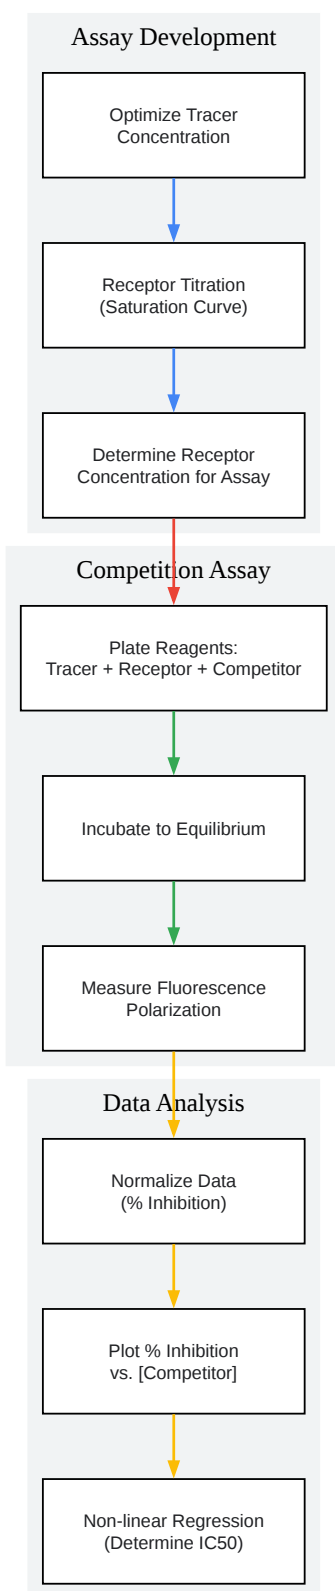 Assay Development
Optimize Tracer
Concentration
Receptor Titration
(Saturation Curve)
Determine Receptor
Concentration for Assay
Competition Assay
Plate Reagents:
Tracer + Receptor + Competitor
Incubate to Equilibrium
Measure Fluorescence
Polarization
Data Analysis
Normalize Data
(% Inhibition)
Plot % Inhibition
vs. [Competitor]
Non-linear Regression
(Determine IC50)